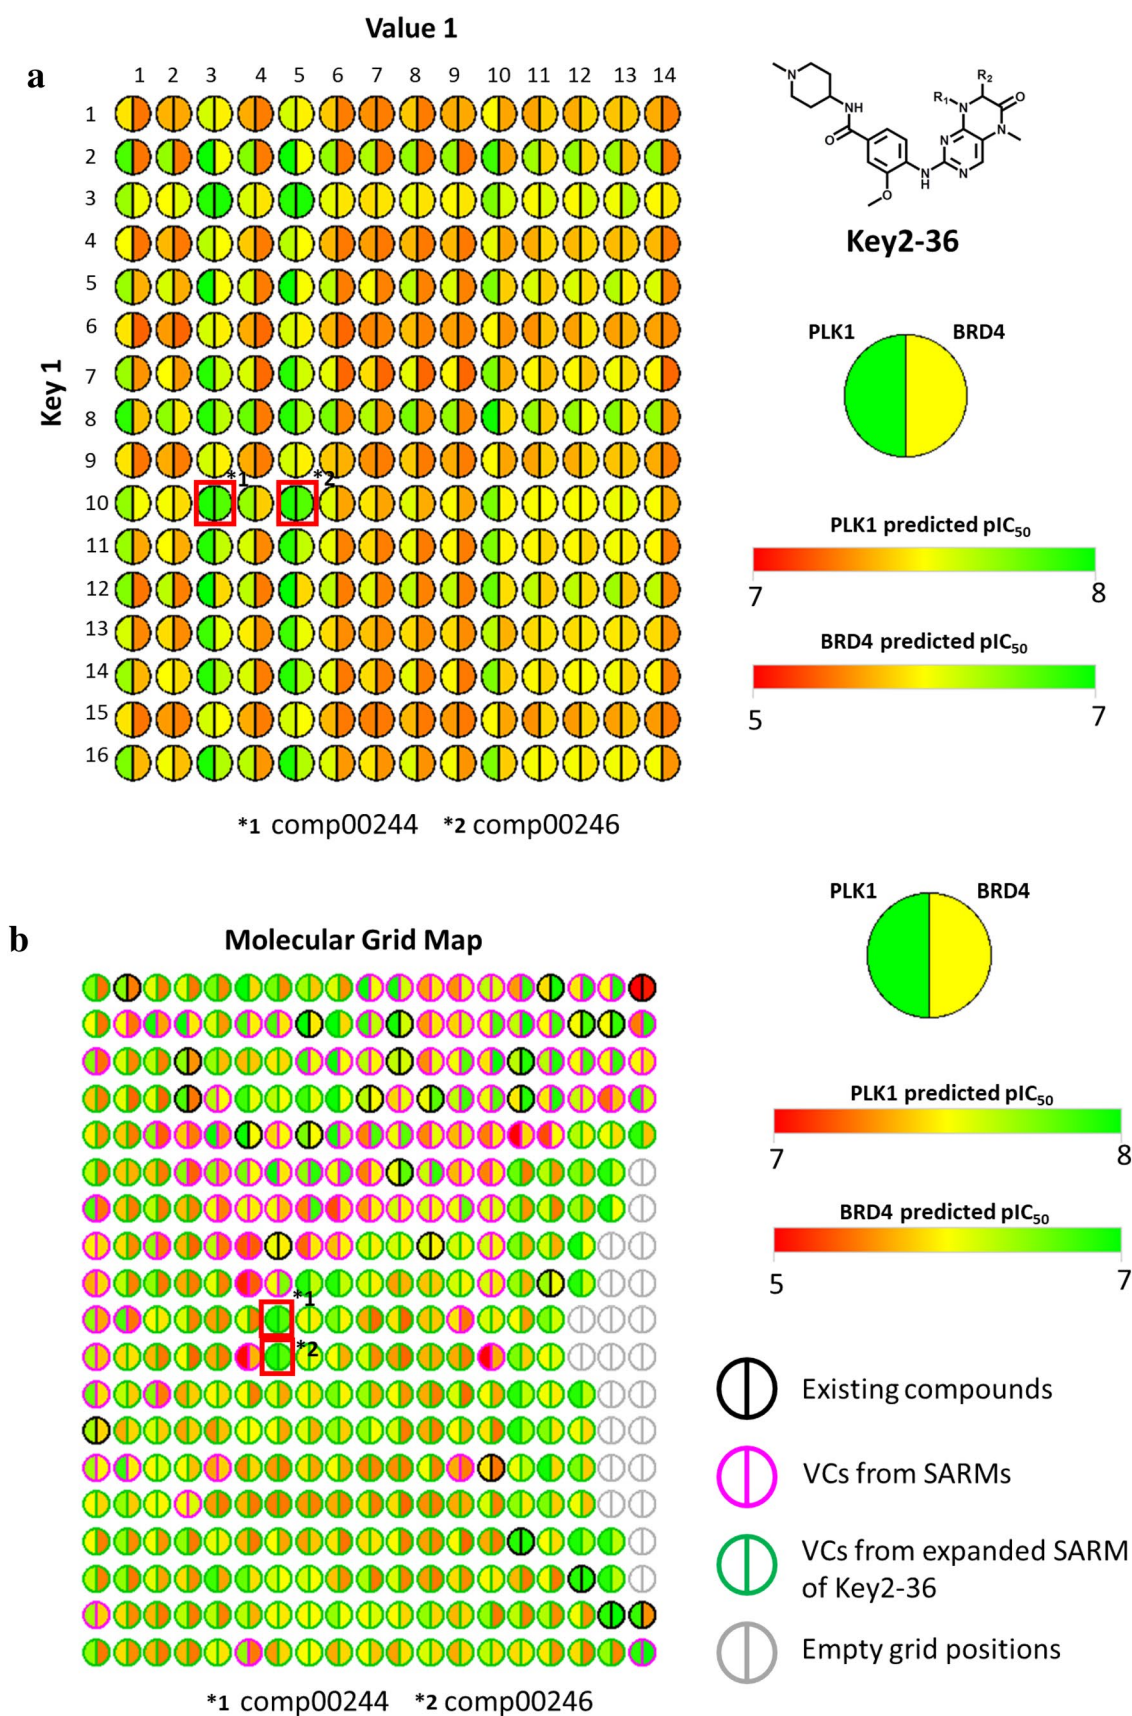 Value 1
a
1 2 3 4 5 6 7 8 9 10 11 12 13 14
Key 1
1
2
3
4
5
6
7
8
9
10
11
12
13
14
15
16
*1
*2
*1 comp00244 *2 comp00246
N
NH
O
O
N
H
N
N
R1
N
R2
O
N
Key2-36
PLK1 BRD4
PLK1 predicted pIC50
7 8
BRD4 predicted pIC50
5 7
b
Molecular Grid Map
*1
*2
*1 comp00244 *2 comp00246
PLK1 BRD4
PLK1 predicted pIC50
7 8
BRD4 predicted pIC50
5 7
Existing compounds
VCs from SARMs
VCs from expanded SARM
of Key2-36
Empty grid positions